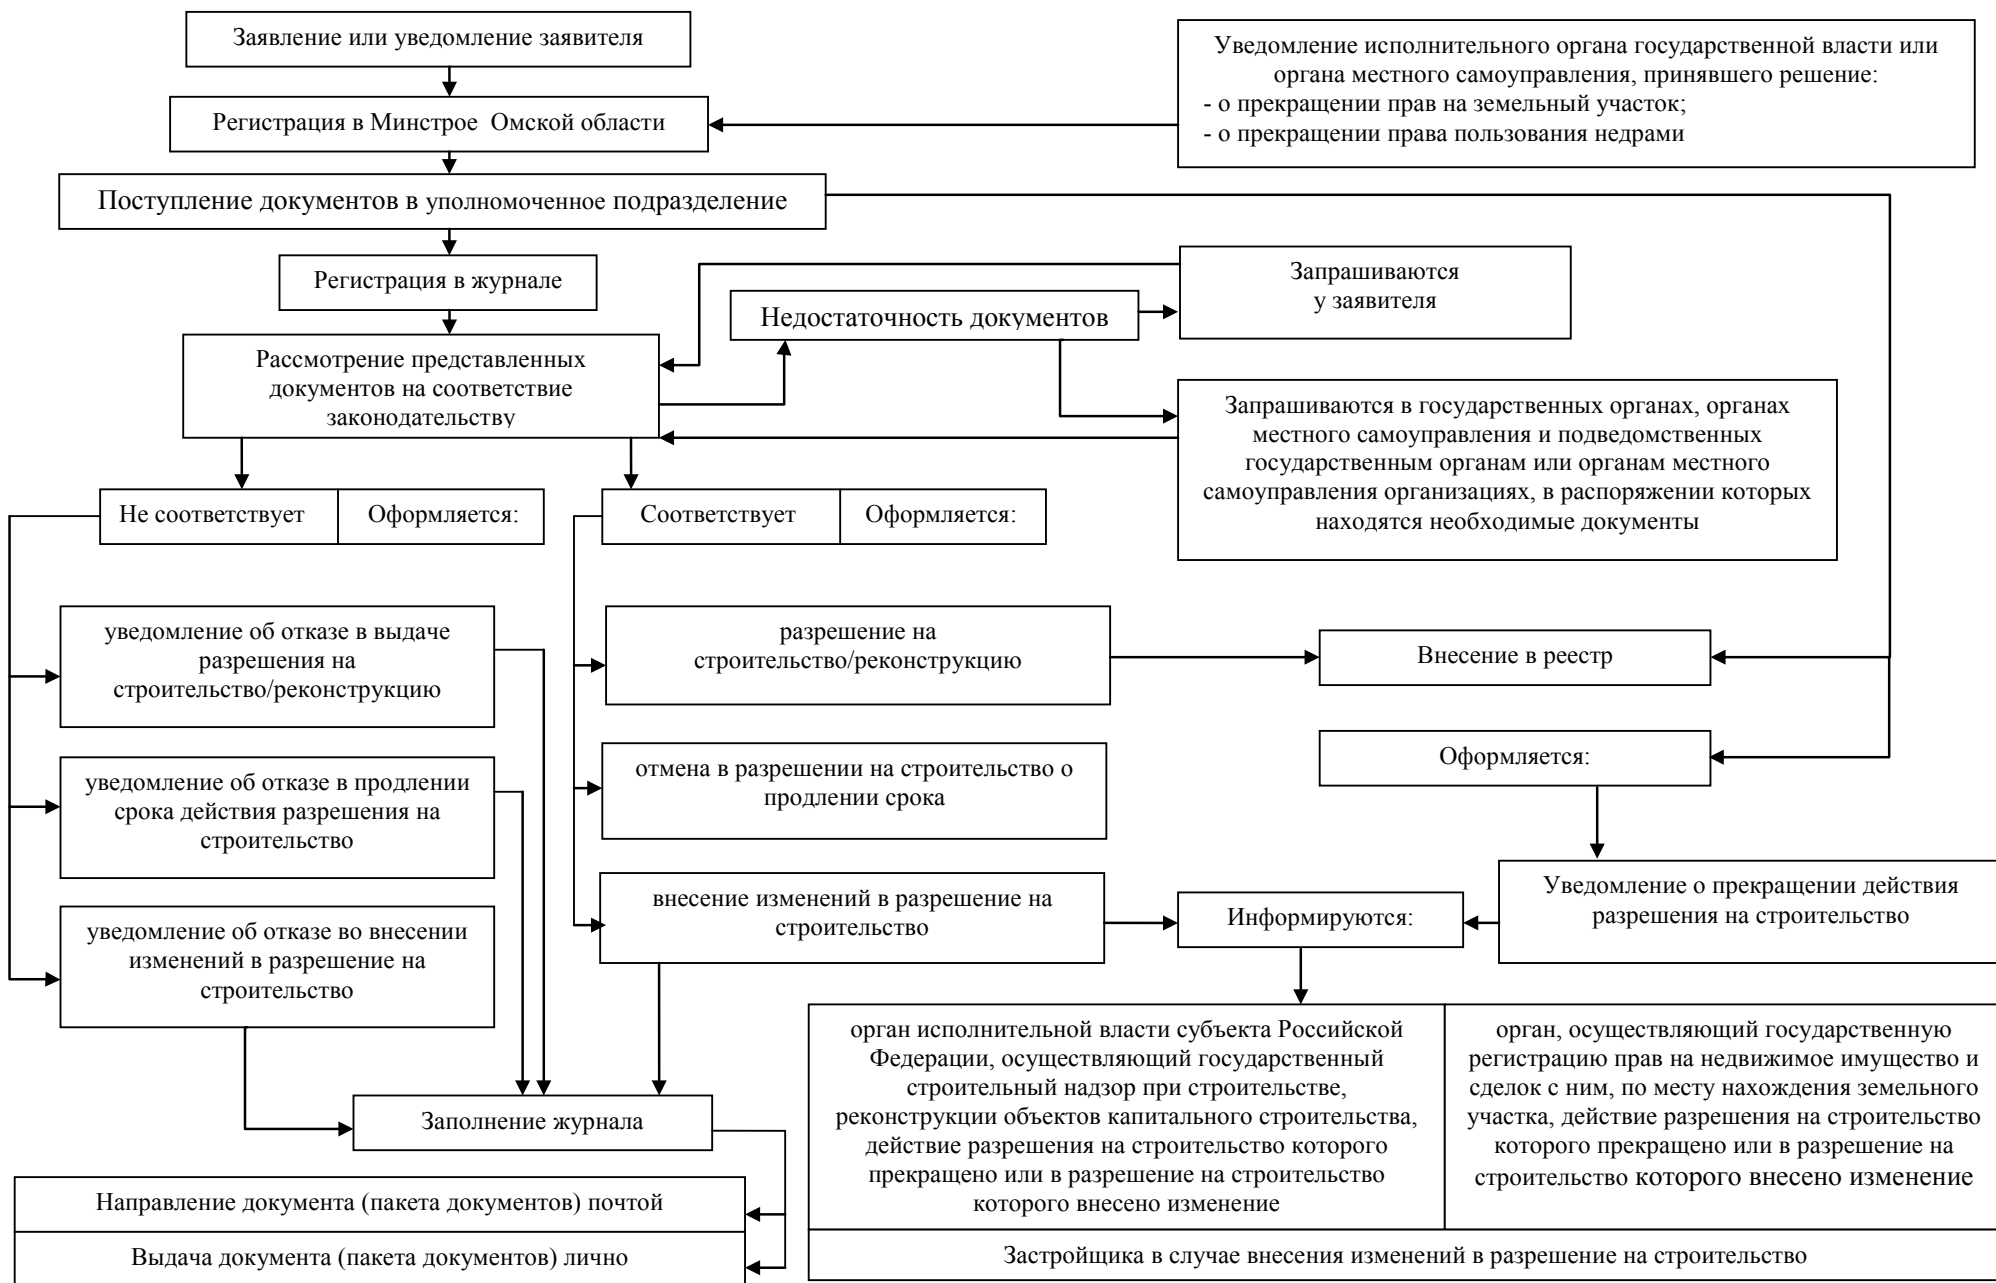 Заявление или уведомление заявителя
Уведомление исполнительного органа государственной власти или
органа местного самоуправления, принявшего решение:
- о прекращении прав на земельный участок;
- о прекращении права пользования недрами
Регистрация в Минстрое Омской области
Поступление документов в уполномоченное подразделение
Регистрация в журнале
Запрашиваются
у заявителя
Недостаточность документов
Рассмотрение представленных
документов на соответствие
законодательству
Запрашиваются в государственных органах, органах
местного самоуправления и подведомственных
государственным органам или органам местного
самоуправления организациях, в распоряжении которых
находятся необходимые документы
Не соответствует
Оформляется:
Соответствует
Оформляется:
уведомление об отказе в выдаче
разрешения на
строительство/реконструкцию
разрешение на
строительство/реконструкцию
Внесение в реестр
уведомление об отказе в продлении
срока действия разрешения на
строительство
отмена в разрешении на строительство о
продлении срока
Оформляется:
уведомление об отказе во внесении
изменений в разрешение на
строительство
внесение изменений в разрешение на
строительство
Информируются:
Уведомление о прекращении действия
разрешения на строительство
орган исполнительной власти субъекта Российской
Федерации, осуществляющий государственный
строительный надзор при строительстве,
реконструкции объектов капитального строительства,
действие разрешения на строительство которого
прекращено или в разрешение на строительство
которого внесено изменение
орган, осуществляющий государственную
регистрацию прав на недвижимое имущество и
сделок с ним, по месту нахождения земельного
участка, действие разрешения на строительство
которого прекращено или в разрешение на
строительство которого внесено изменение
Заполнение журнала
Направление документа (пакета документов) почтой
Выдача документа (пакета документов) лично
Застройщика в случае внесения изменений в разрешение на строительство